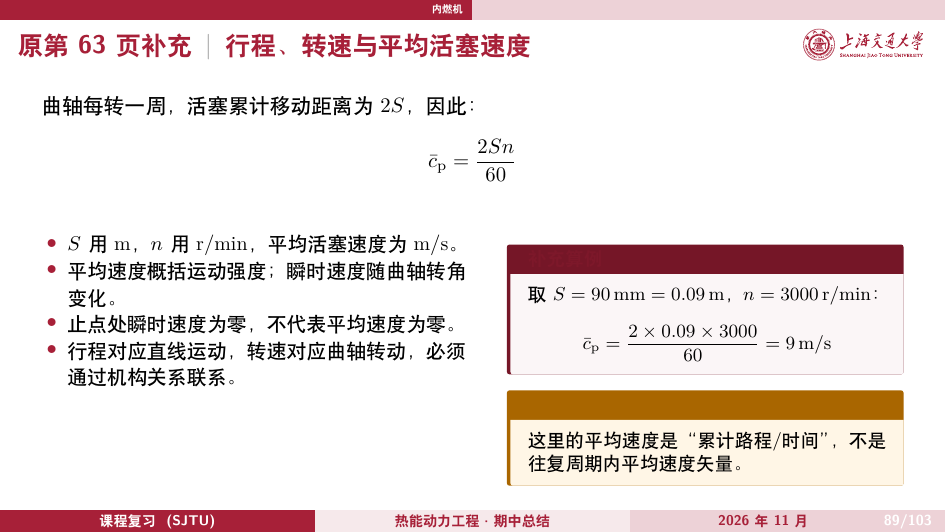 内燃机
原第 63 页补充 | 行程、转速与平均活塞速度
上海交通大学
SHANGHAI JIAO TONG UNIVERSITY
曲轴每转一周，活塞累计移动距离为 2S，因此：
c̄ₚ = 2Sn / 60
• S 用 m，n 用 r/min，平均活塞速度为 m/s。
• 平均速度概括运动强度；瞬时速度随曲轴转角
变化。
• 止点处瞬时速度为零，不代表平均速度为零。
• 行程对应直线运动，转速对应曲轴转动，必须
通过机构关系联系。
取 S = 90 mm = 0.09 m，n = 3000 r/min：
c̄ₚ = 2 × 0.09 × 3000 / 60 = 9 m/s
这里的平均速度是“累计路程/时间”，不是
往复周期内平均速度矢量。
课程复习 (SJTU)
热能动力工程 · 期中总结
2026 年 11 月
89/103